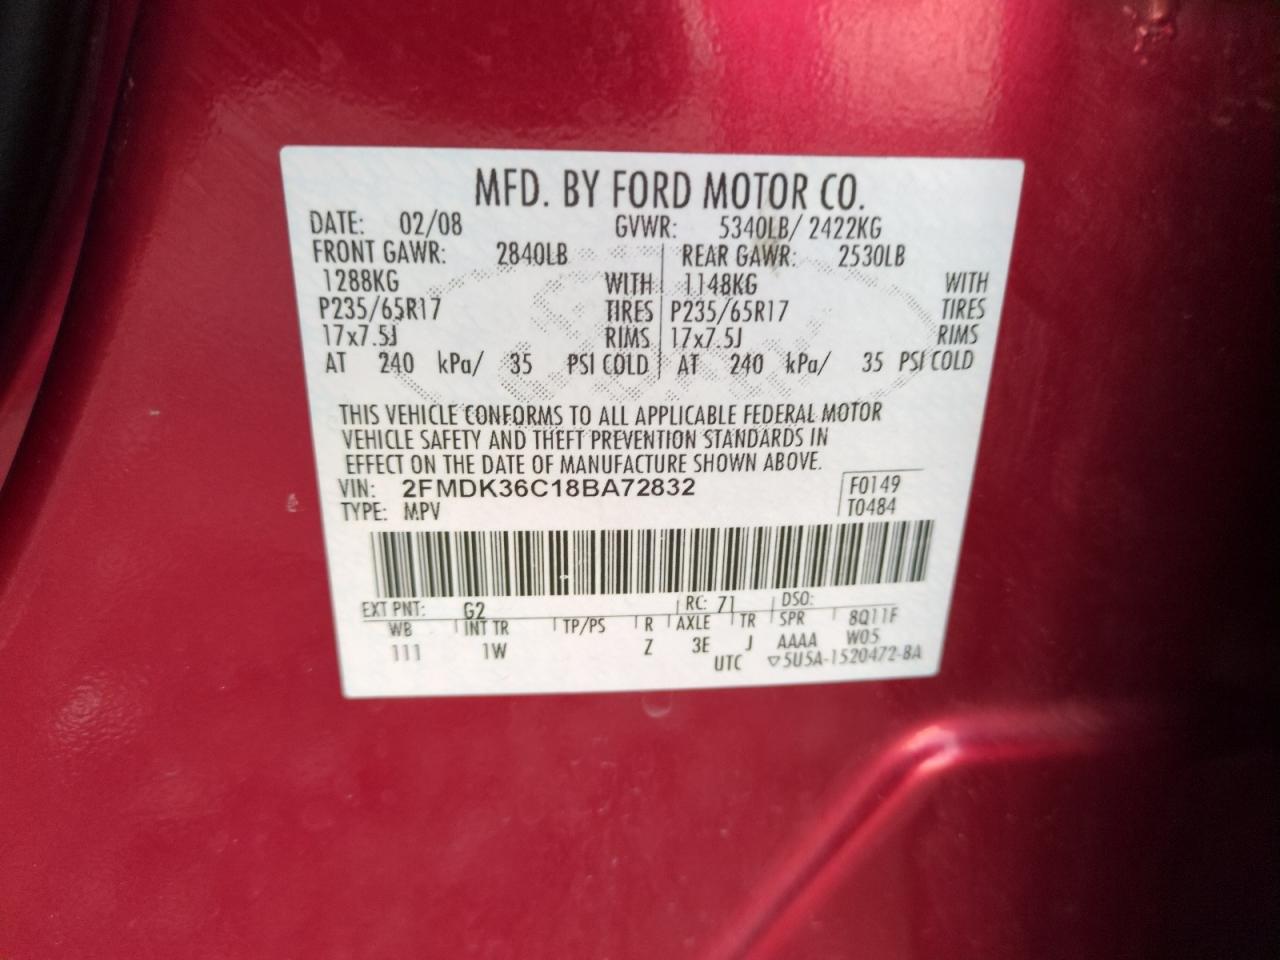 MFD. BY FORD MOTOR CO.
DATE: 02/08 GVWR: 5340LB/ 2422KG
FRONT GAWR: 2840LB REAR GAWR: 2530LB
1288KG WITH 1148KG WITH
P235/65R17 TIRES P235/65R17 TIRES
17x7.5J RIMS 17x7.5J RIMS
AT 240 kPa/ 35 PSI COLD AT 240 kPa/ 35 PSI COLD
THIS VEHICLE CONFORMS TO ALL APPLICABLE FEDERAL MOTOR
VEHICLE SAFETY AND THEFT PREVENTION STANDARDS IN
EFFECT ON THE DATE OF MANUFACTURE SHOWN ABOVE.
VIN: 2FMDK36C18BA72832 F0149
TYPE: MPV T0484
EXT PNT: G2 RC: 71 DSO:
WB INT TR TP/PS R AXLE TR SPR 8Q11F
111 1W Z 3E J AAAA W05
UTC ▽5U5A-1520472-BA